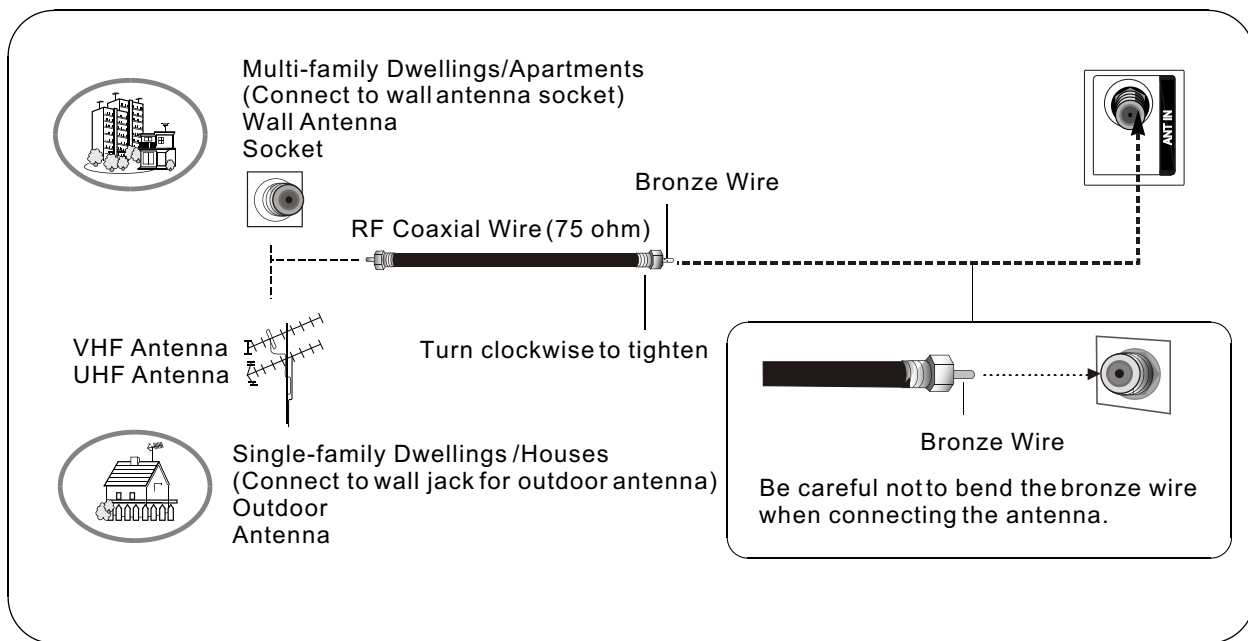 Multi-family Dwellings/Apartments
(Connect to wall antenna socket)
Wall Antenna
Socket
ANT IN
Bronze Wire
RF Coaxial Wire (75 ohm)
VHF Antenna
UHF Antenna
Turn clockwise to tighten
Bronze Wire
Be careful not to bend the bronze wire
when connecting the antenna.
Single-family Dwellings /Houses
(Connect to wall jack for outdoor antenna)
Outdoor
Antenna